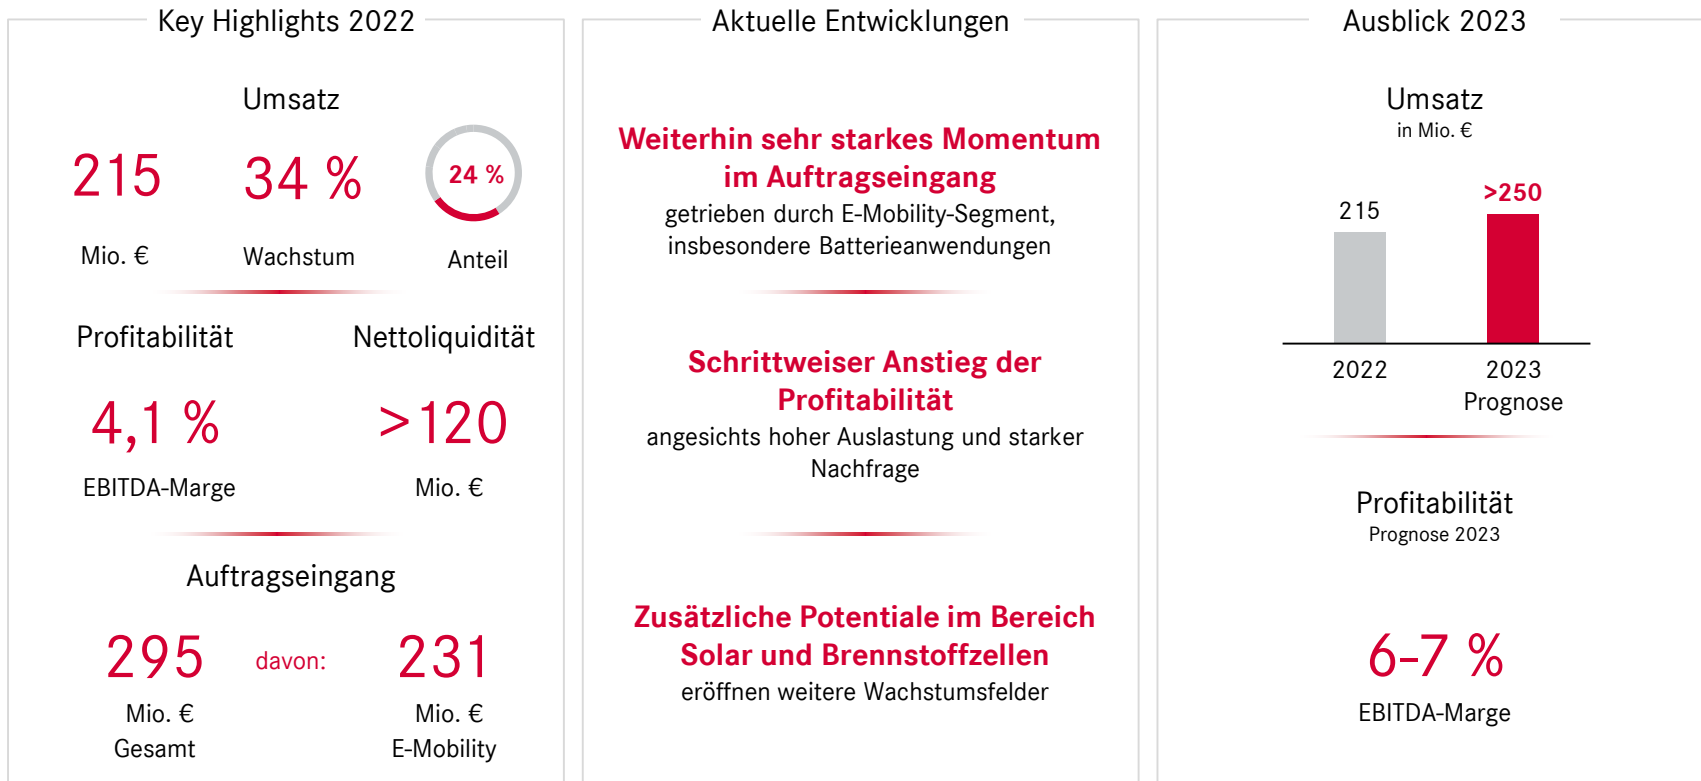 Key Highlights 2022
Umsatz
215
Mio. €
34 %
Wachstum
24 %
Anteil
Profitabilität
4,1 %
EBITDA-Marge
Nettoliquidität
>120
Mio. €
Auftragseingang
295
Mio. €
Gesamt
davon:
231
Mio. €
E-Mobility
Aktuelle Entwicklungen
Weiterhin sehr starkes Momentum
im Auftragseingang
getrieben durch E-Mobility-Segment,
insbesondere Batterieanwendungen
Schrittweiser Anstieg der
Profitabilität
angesichts hoher Auslastung und starker
Nachfrage
Zusätzliche Potentiale im Bereich
Solar und Brennstoffzellen
eröffnen weitere Wachstumsfelder
Ausblick 2023
Umsatz
in Mio. €
215
>250
2022
2023
Prognose
Profitabilität
Prognose 2023
6-7 %
EBITDA-Marge